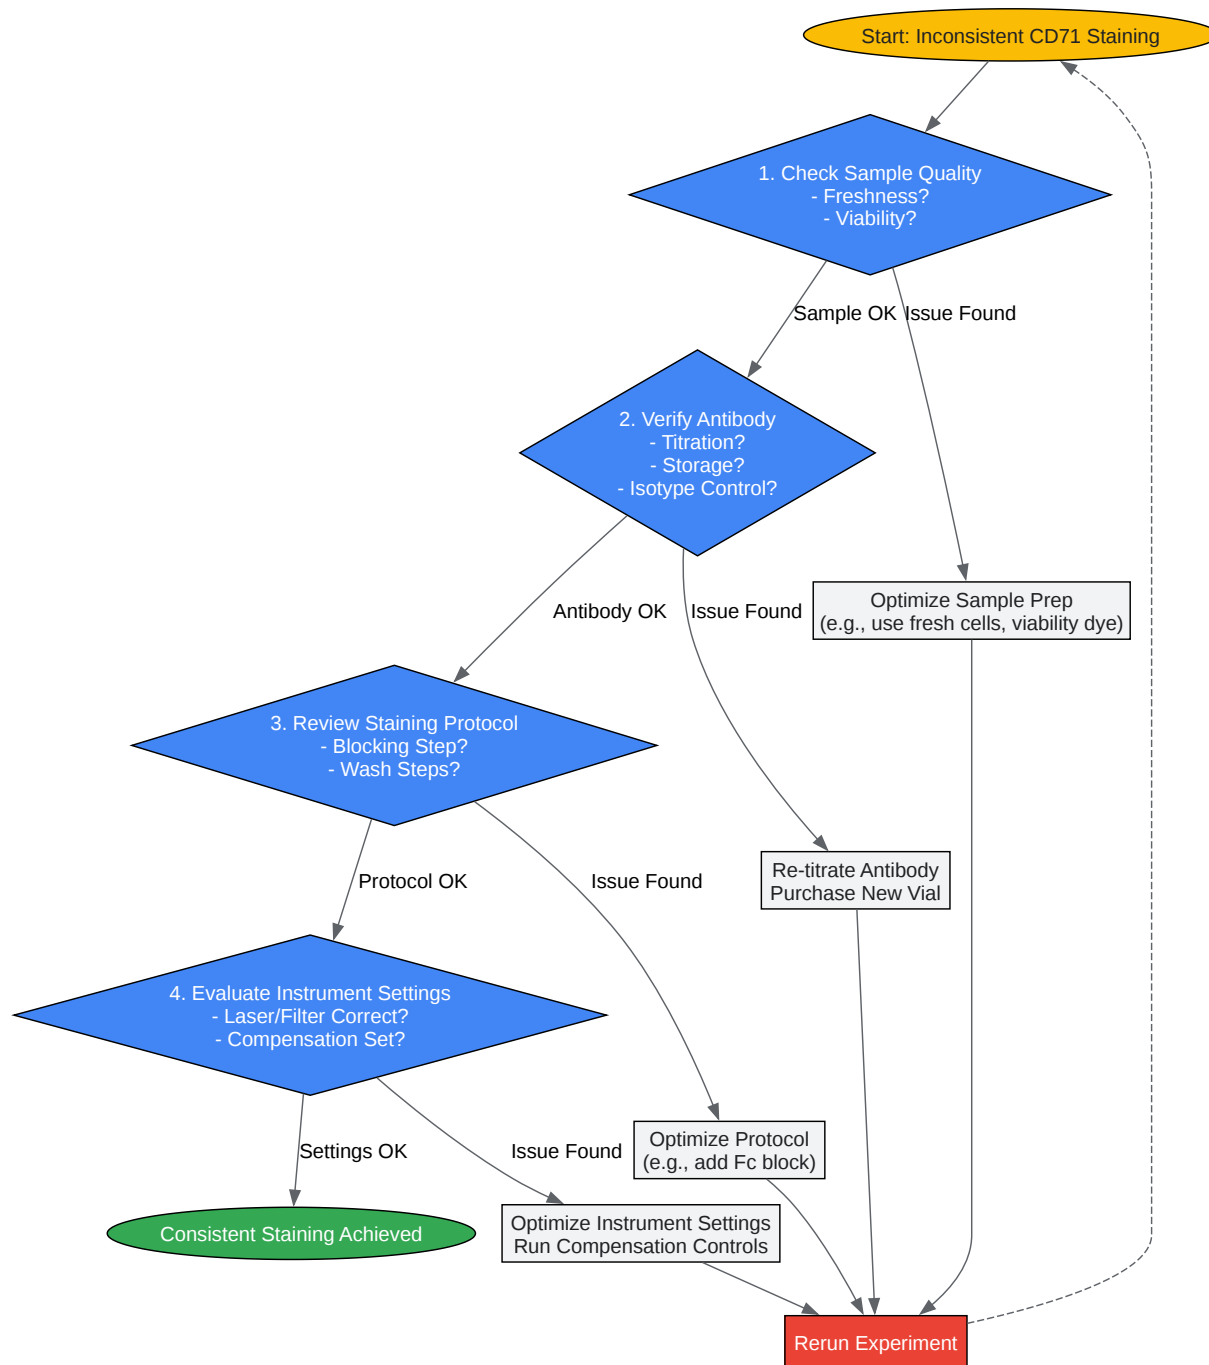 Start: Inconsistent CD71 Staining
1. Check Sample Quality
- Freshness?
- Viability?
Sample OK
Issue Found
2. Verify Antibody
- Titration?
- Storage?
- Isotype Control?
Antibody OK
Issue Found
Optimize Sample Prep
(e.g., use fresh cells, viability dye)
3. Review Staining Protocol
- Blocking Step?
- Wash Steps?
Protocol OK
Issue Found
Re-titrate Antibody
Purchase New Vial
4. Evaluate Instrument Settings
- Laser/Filter Correct?
- Compensation Set?
Settings OK
Issue Found
Optimize Protocol
(e.g., add Fc block)
Consistent Staining Achieved
Optimize Instrument Settings
Run Compensation Controls
Rerun Experiment